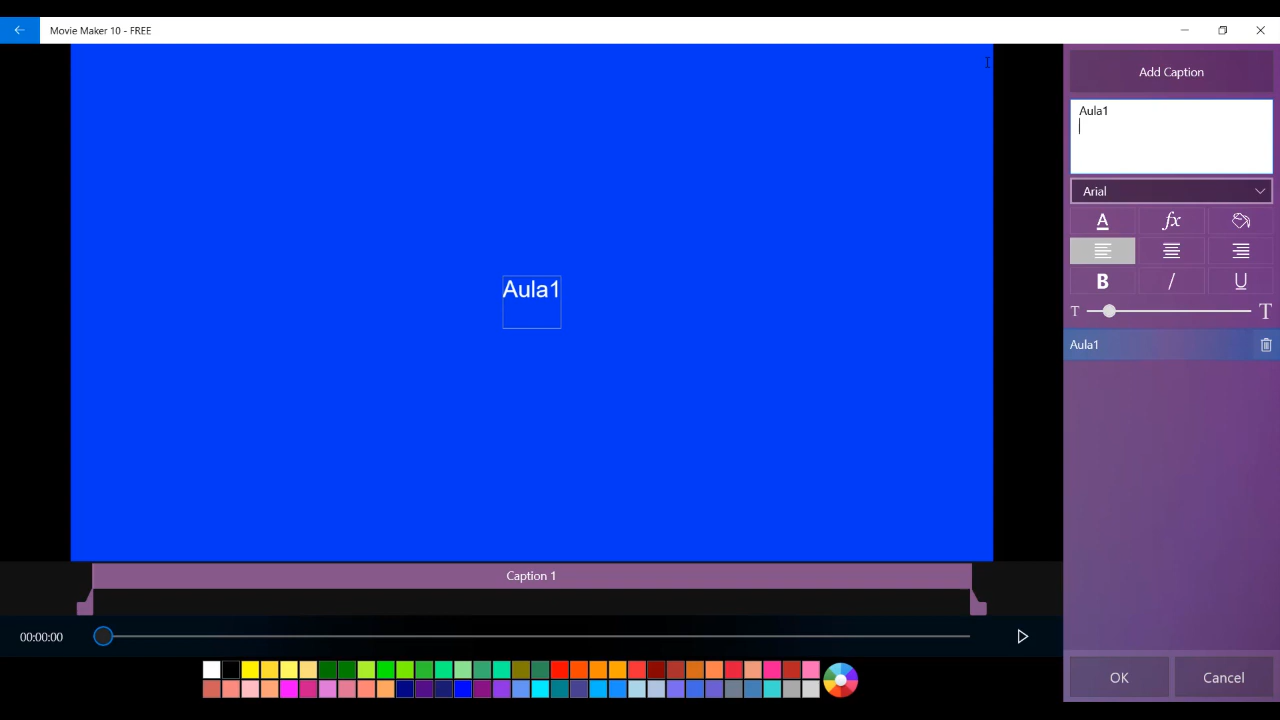 Movie Maker 10 - FREE
Add Caption
Aula1
Arial
A
fx
B
/
U
T
T
Aula1
Aula1
Caption 1
00:00:00
OK
Cancel